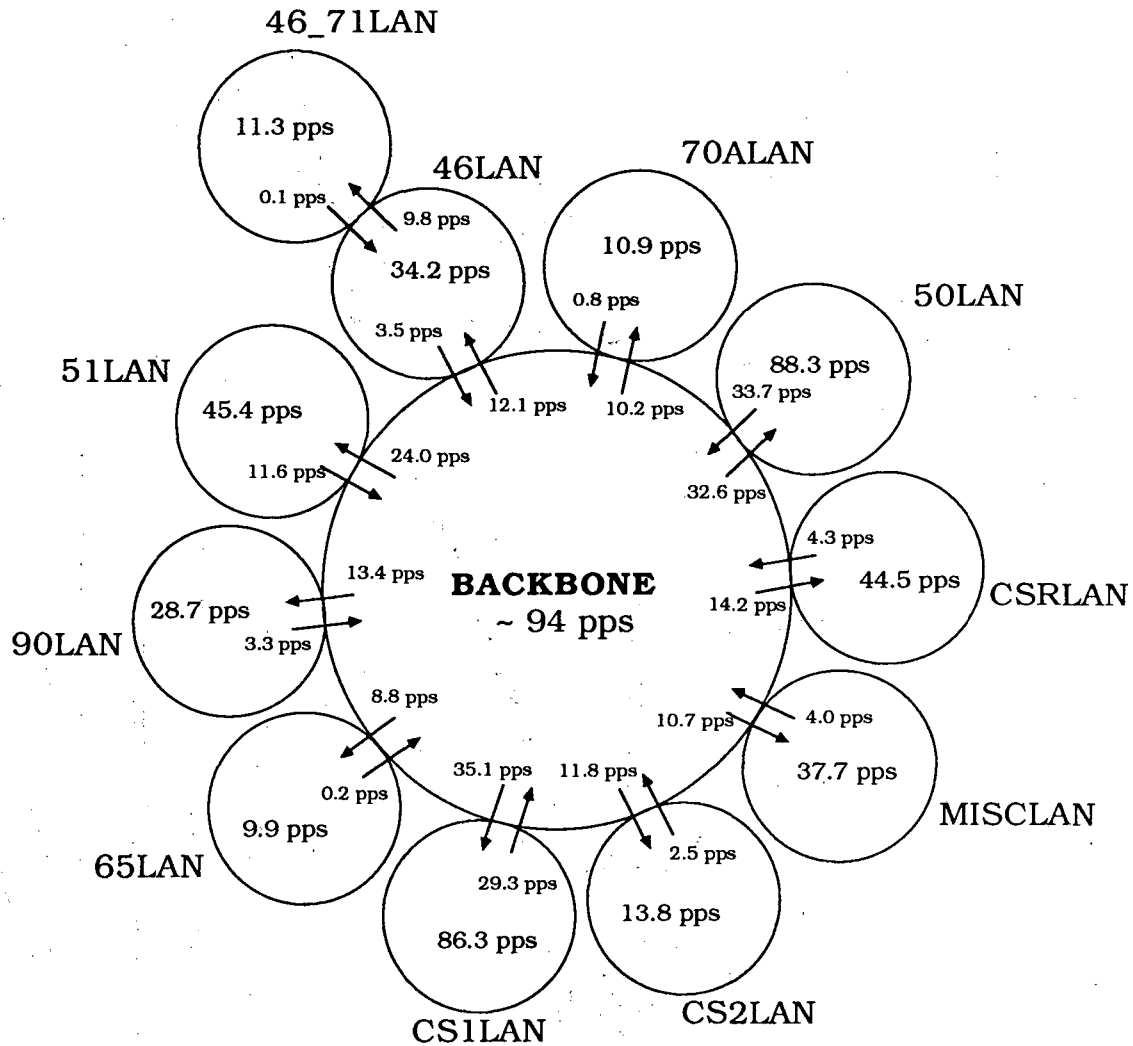 46_71LAN
11.3 pps
0.1 pps
9.8 pps
46LAN
34.2 pps
3.5 pps
12.1 pps
70ALAN
10.9 pps
0.8 pps
10.2 pps
50LAN
88.3 pps
33.7 pps
32.6 pps
51LAN
45.4 pps
11.6 pps
24.0 pps
CSRLAN
44.5 pps
4.3 pps
14.2 pps
BACKBONE
~ 94 pps
90LAN
28.7 pps
13.4 pps
3.3 pps
MISCLAN
37.7 pps
4.0 pps
10.7 pps
65LAN
9.9 pps
8.8 pps
0.2 pps
CS1LAN
86.3 pps
35.1 pps
29.3 pps
CS2LAN
13.8 pps
11.8 pps
2.5 pps